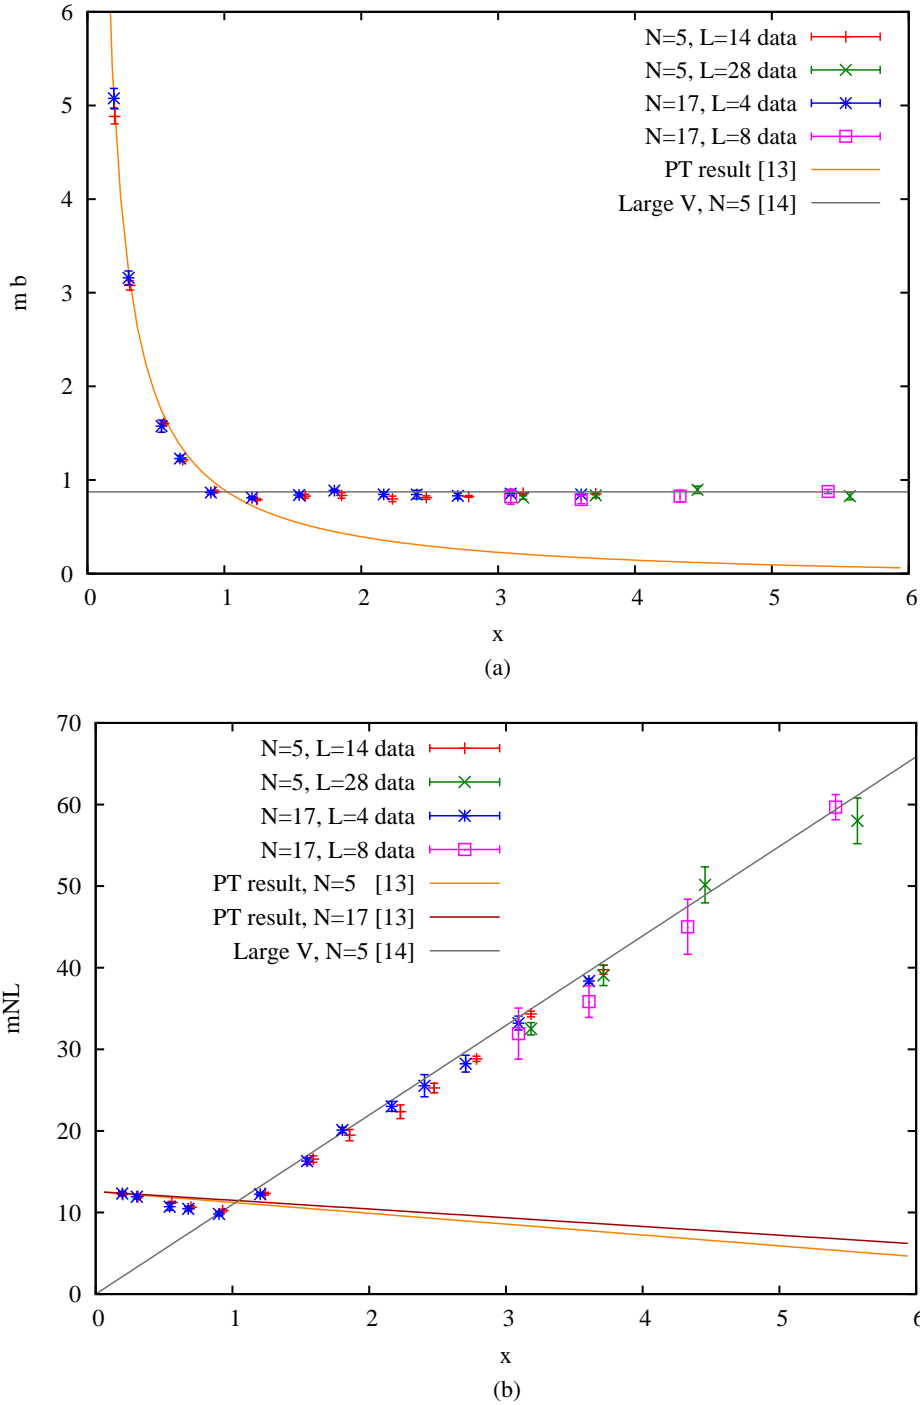 6
5
4
3
2
1
0
m b
N=5, L=14 data
N=5, L=28 data
N=17, L=4 data
N=17, L=8 data
PT result [13]
Large V, N=5 [14]
0 1 2 3 4 5 6
x
(a)
70
60
50
40
30
20
10
0
mNL
N=5, L=14 data
N=5, L=28 data
N=17, L=4 data
N=17, L=8 data
PT result, N=5 [13]
PT result, N=17 [13]
Large V, N=5 [14]
0 1 2 3 4 5 6
x
(b)